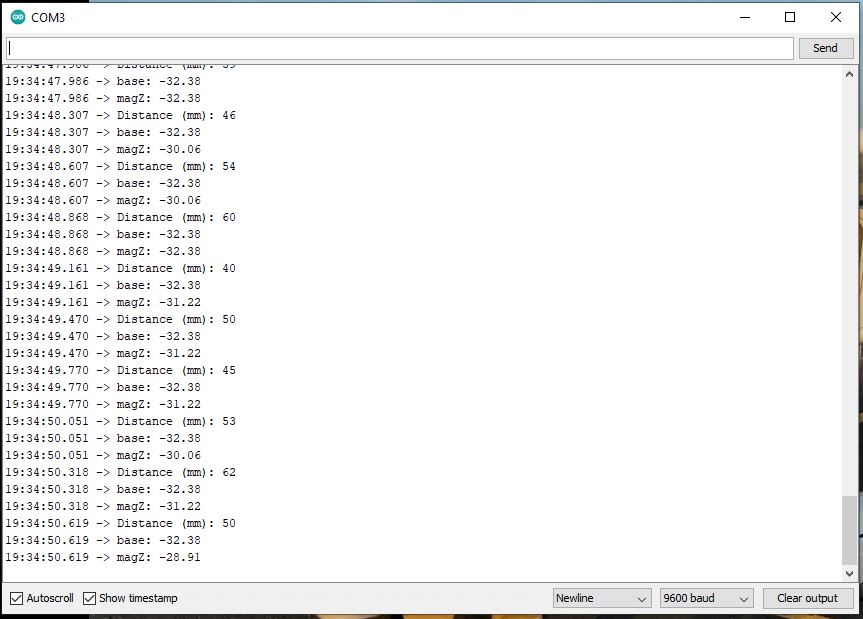 COM3
Send
19:34:47.986 -> Distance (mm): 39
19:34:47.986 -> base: -32.38
19:34:47.986 -> magZ: -32.38
19:34:48.307 -> Distance (mm): 46
19:34:48.307 -> base: -32.38
19:34:48.307 -> magZ: -30.06
19:34:48.607 -> Distance (mm): 54
19:34:48.607 -> base: -32.38
19:34:48.607 -> magZ: -30.06
19:34:48.868 -> Distance (mm): 60
19:34:48.868 -> base: -32.38
19:34:48.868 -> magZ: -32.38
19:34:49.161 -> Distance (mm): 40
19:34:49.161 -> base: -32.38
19:34:49.161 -> magZ: -31.22
19:34:49.470 -> Distance (mm): 50
19:34:49.470 -> base: -32.38
19:34:49.470 -> magZ: -31.22
19:34:49.770 -> Distance (mm): 45
19:34:49.770 -> base: -32.38
19:34:49.770 -> magZ: -31.22
19:34:50.051 -> Distance (mm): 53
19:34:50.051 -> base: -32.38
19:34:50.051 -> magZ: -30.06
19:34:50.318 -> Distance (mm): 62
19:34:50.318 -> base: -32.38
19:34:50.318 -> magZ: -31.22
19:34:50.619 -> Distance (mm): 50
19:34:50.619 -> base: -32.38
19:34:50.619 -> magZ: -28.91
Autoscroll Show timestamp Newline 9600 baud Clear output